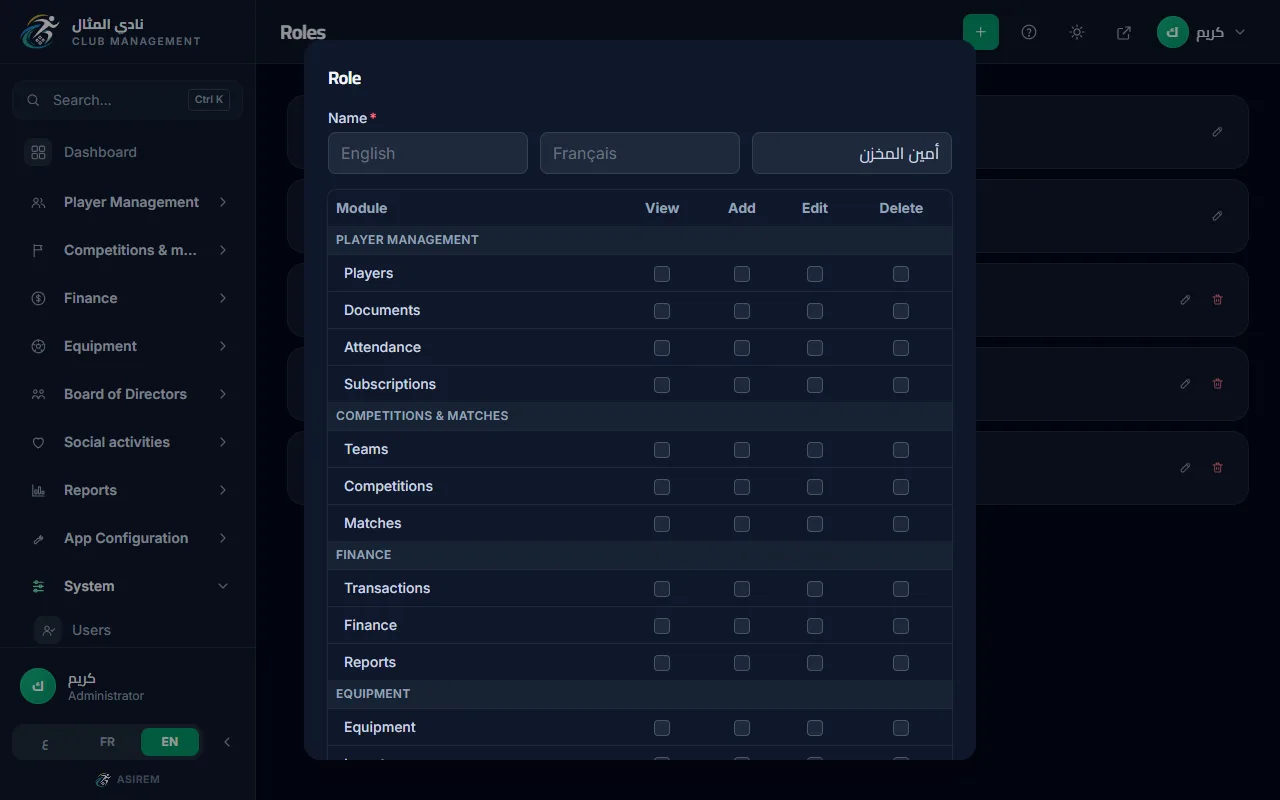 نادي المثال
CLUB MANAGEMENT
Search...
Ctrl K
Dashboard
Player Management
Competitions & m...
Finance
Equipment
Board of Directors
Social activities
Reports
App Configuration
System
Users
كريم
Administrator
ع FR EN
ASIREM
Roles
ك كريم
Role
Name*
English Français أمين المخزن
Module View Add Edit Delete
PLAYER MANAGEMENT
Players
Documents
Attendance
Subscriptions
COMPETITIONS & MATCHES
Teams
Competitions
Matches
FINANCE
Transactions
Finance
Reports
EQUIPMENT
Equipment